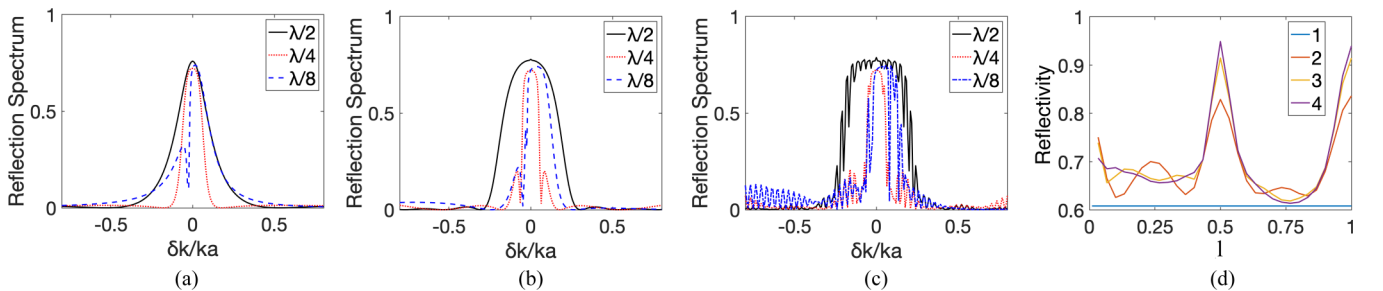 1
0.5
0
-0.5
0
0.5
Reflection Spectrum
δk/ka
λ/2
λ/4
λ/8
(a)
1
0.5
0
-0.5
0
0.5
Reflection Spectrum
δk/ka
λ/2
λ/4
λ/8
(b)
1
0.5
0
-0.5
0
0.5
Reflection Spectrum
δk/ka
λ/2
λ/4
λ/8
(c)
1
0.9
0.8
0.7
0.6
0
0.25
0.5
0.75
1
Reflectivity
l
1
2
3
4
(d)